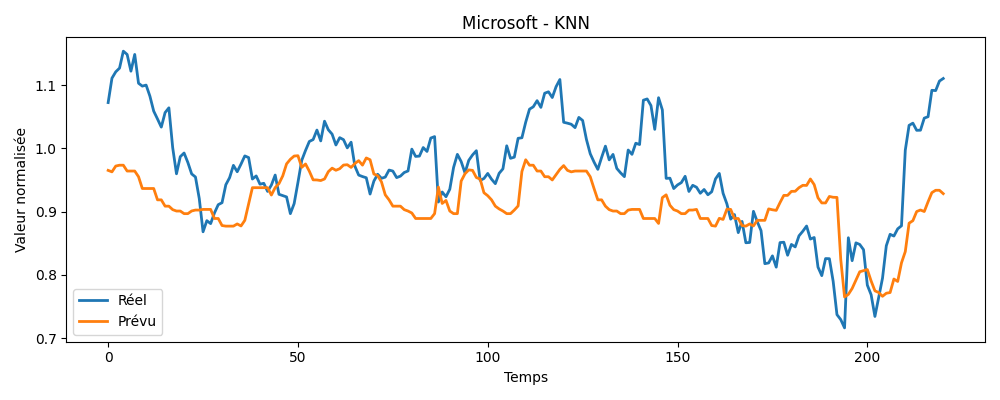 Microsoft - KNN
Valeur normalisée
1.1
1.0
0.9
0.8
0.7
Réel
Prévu
0 50 100 150 200
Temps